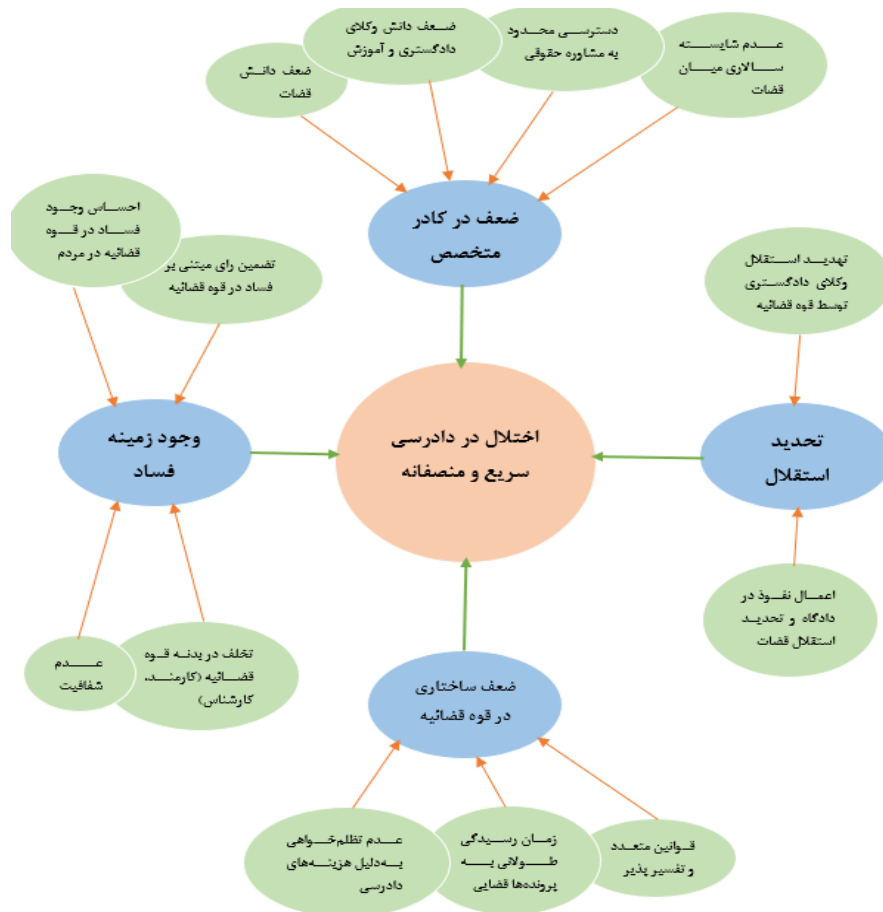 عدم شایسته
سالاری میان
قضات
دسترسی محدود
به مشاوره حقوقی
ضعف دانش وکلای
دادگستری و آموزش
ضعف دانش
قضات
ضعف در کادر
متخصص
احساس وجود
فساد در قوه
قضائیه در مردم
تضمین رای مبتنی بر
فساد در قوه قضائیه
تهدید استقلال
وکلای دادگستری
توسط قوه قضائیه
وجود زمینه
فساد
اختلال در دادرسی
سریع و منصفانه
تحدید
استقلال
اعمال نفوذ در
دادگاه و تحدید
استقلال قضات
تخلف در بدنه قوه
قضائیه (کارمند،
کارشناس)
عدم
شفافیت
ضعف ساختاری
در قوه قضائیه
قوانین متعدد
و تفسیر پذیر
زمان رسیدگی
طولانی به
پرونده‌ها قضایی
عدم تظلم‌خواهی
به‌دلیل هزینه‌های
دادرسی